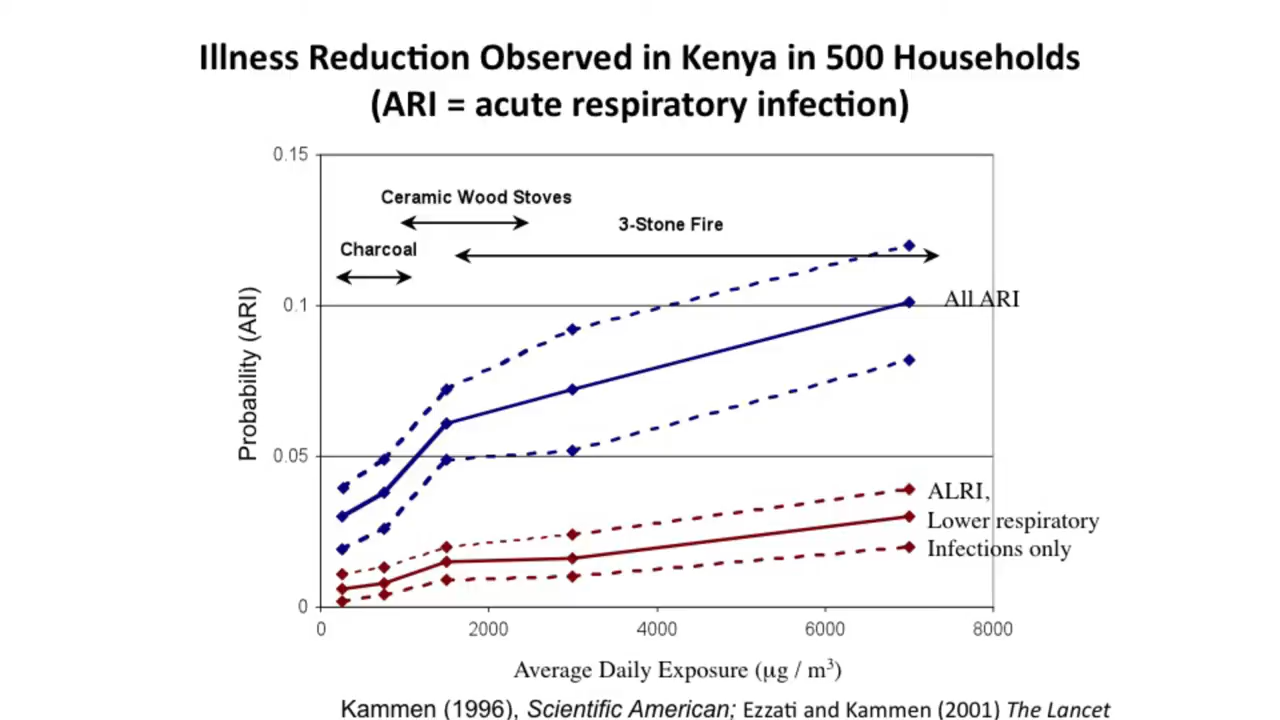 Illness Reduction Observed in Kenya in 500 Households
(ARI = acute respiratory infection)
0.15
Ceramic Wood Stoves
3-Stone Fire
Charcoal
0.1
All ARI
Probability (ARI)
0.05
ALRI,
Lower respiratory
Infections only
0
0 2000 4000 6000 8000
Average Daily Exposure (µg / m³)
Kammen (1996), Scientific American; Ezzati and Kammen (2001) The Lancet